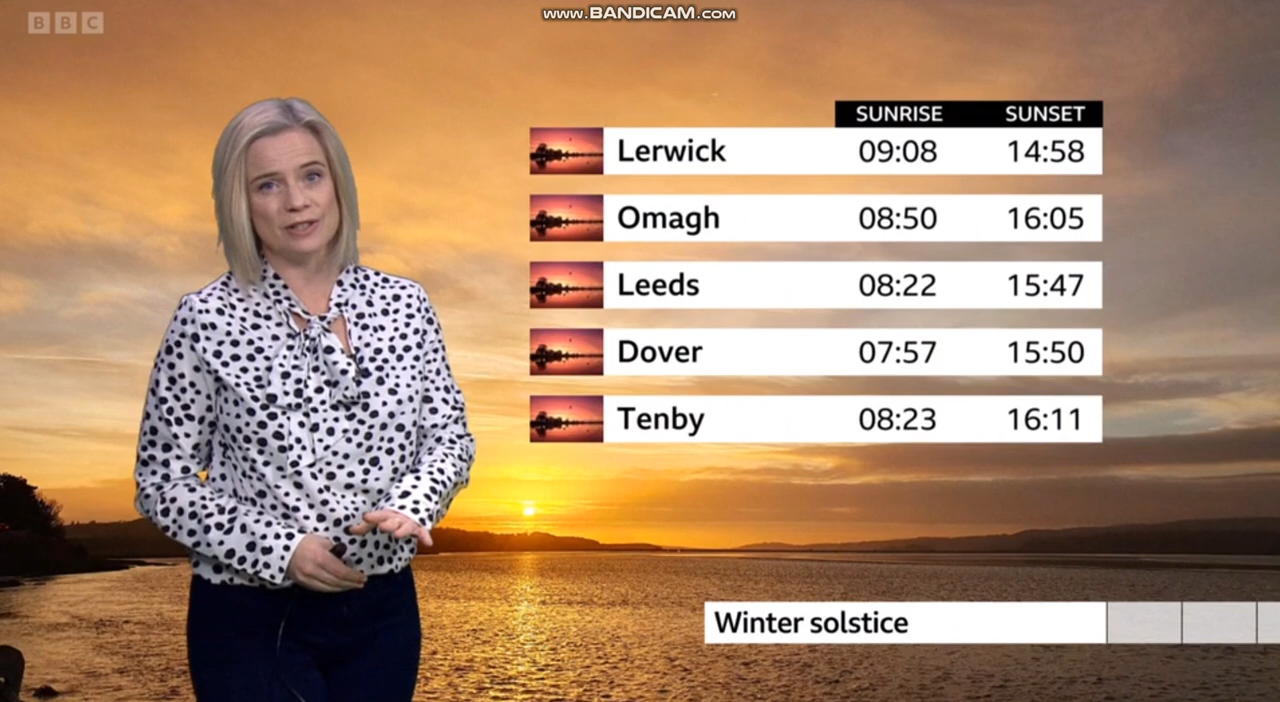 BBC
www.BANDICAM.com
SUNRISE SUNSET
Lerwick 09:08 14:58
Omagh 08:50 16:05
Leeds 08:22 15:47
Dover 07:57 15:50
Tenby 08:23 16:11
Winter solstice